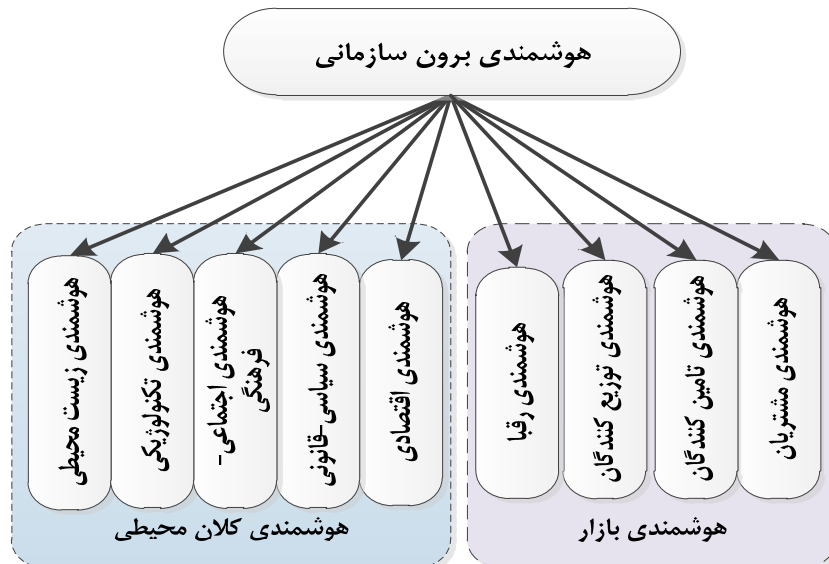 هوشمندی برون سازمانی
هوشمندی مشتریان
هوشمندی تامین کنندگان
هوشمندی توزیع کنندگان
هوشمندی رقبا
هوشمندی بازار
هوشمندی اقتصادی
هوشمندی سیاسی-قانونی
هوشمندی اجتماعی-
فرهنگی
هوشمندی تکنولوژیکی
هوشمندی زیست محیطی
هوشمندی کلان محیطی